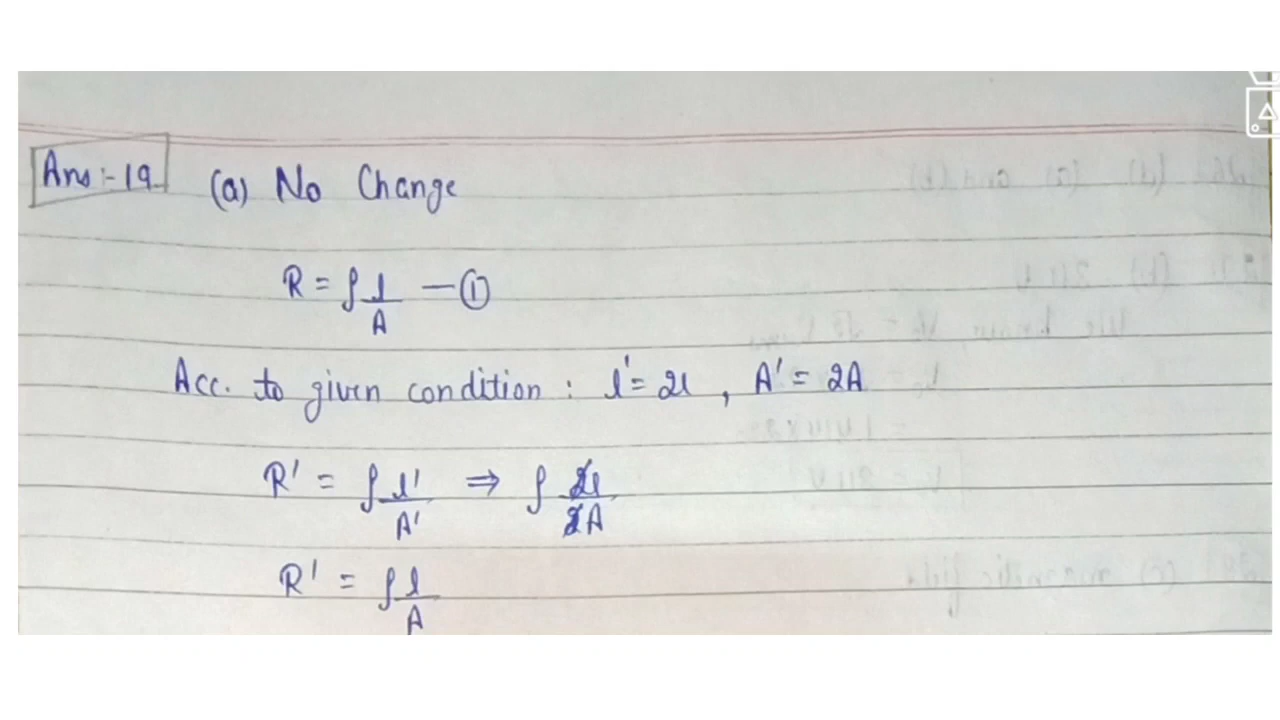 Ans:-19. (a) No Change
R = ρ l/A —①
Acc. to given condition : l' = 2l , A' = 2A
R' = ρ l'/A' ⇒ ρ 2l/2A
R' = ρ l/A